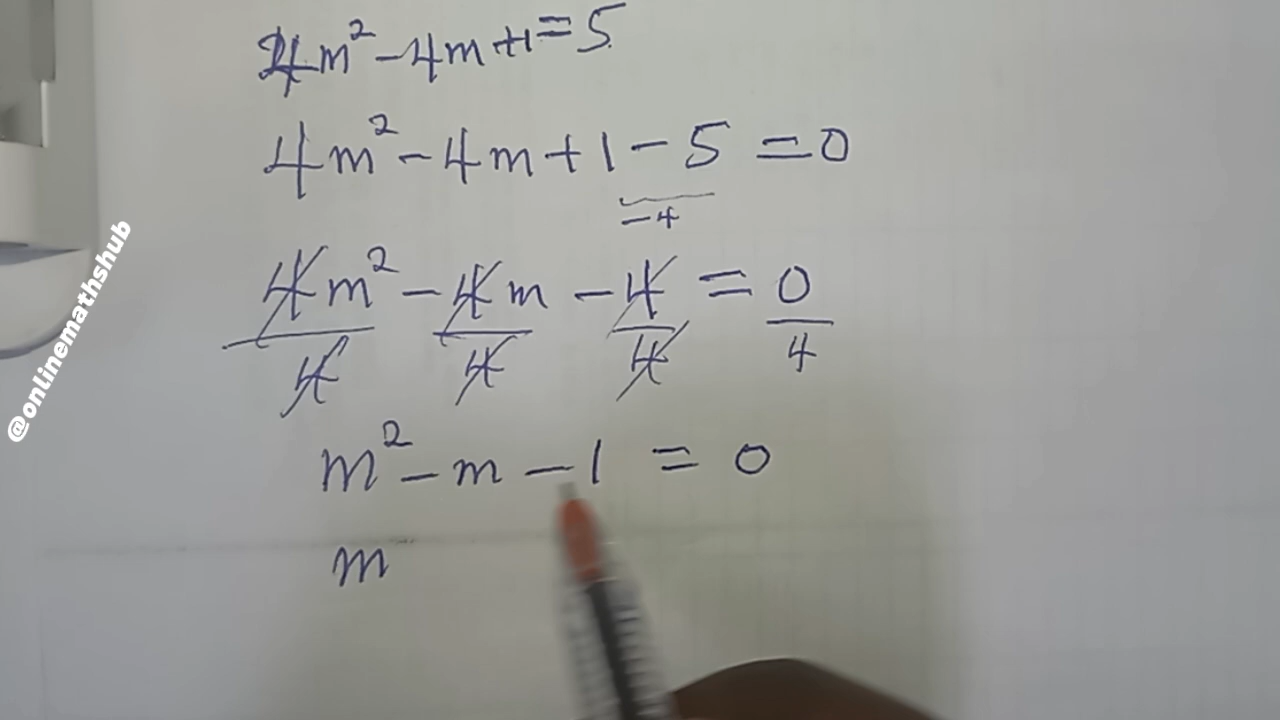 4m² - 4m + 1 = 5
4m² - 4m + 1 - 5 = 0
-4
4m² - 4m - 4 = 0
4 4 4 4
m² - m - 1 = 0
m
@onlinemathshub